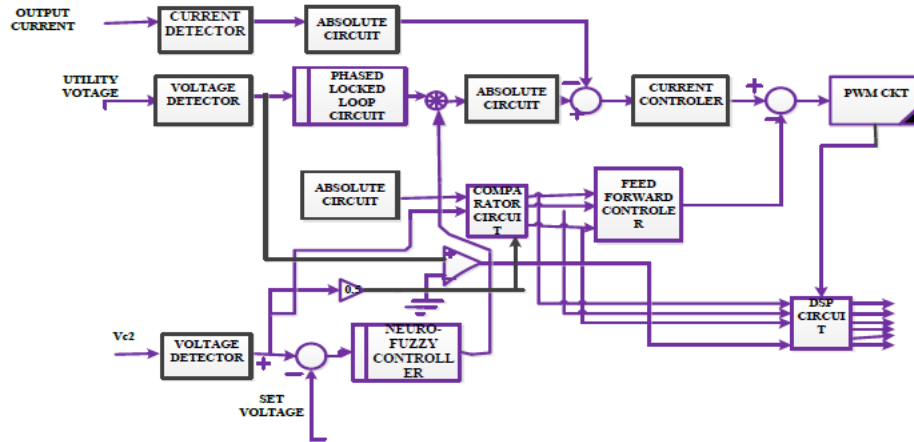 OUTPUT
CURRENT
CURRENT
DETECTOR
ABSOLUTE
CIRCUIT
UTILITY
VOTAGE
VOLTAGE
DETECTOR
PHASED
LOCKED
LOOP
CIRCUIT
ABSOLUTE
CIRCUIT
CURRENT
CONTROLER
PWM CKT
ABSOLUTE
CIRCUIT
COMPA
RATOR
CIRCUI
T
FEED
FORWARD
CONTROLE
R
0.5
Vc2
VOLTAGE
DETECTOR
NEURO-
FUZZY
CONTROLL
ER
DSP
CIRCUI
T
SET
VOLTAGE